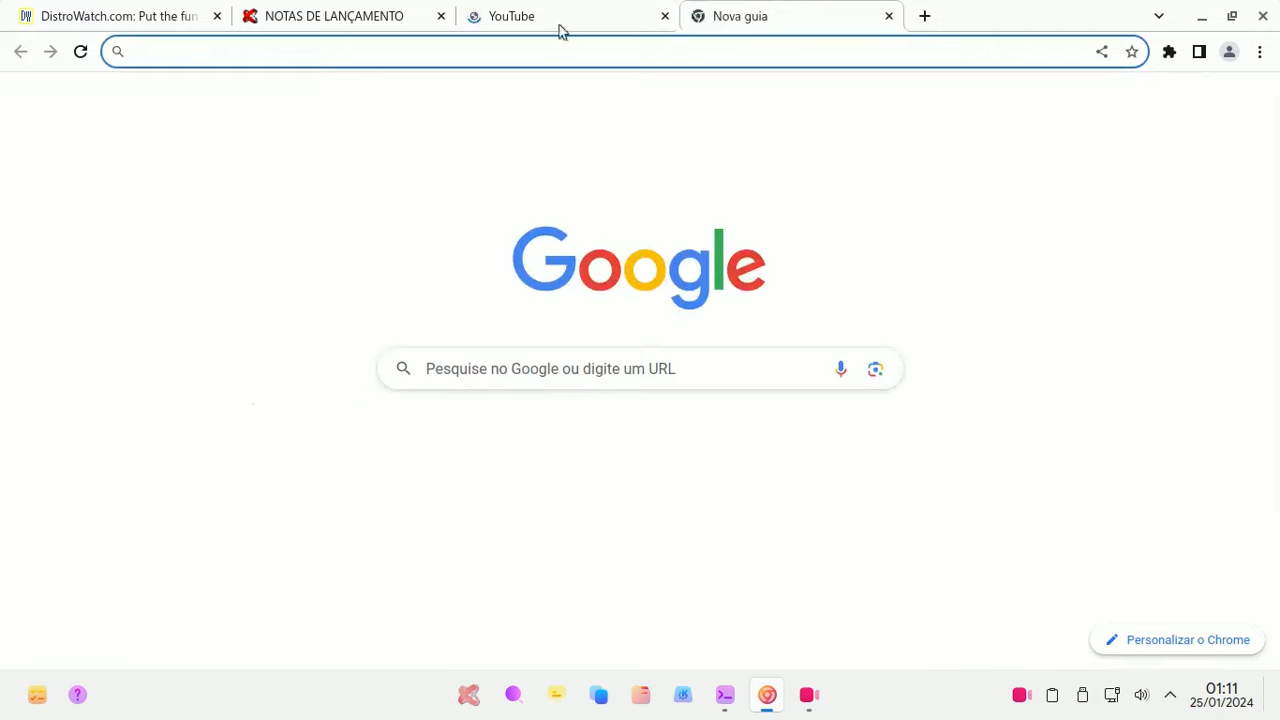 DistroWatch.com: Put the fun
NOTAS DE LANÇAMENTO
YouTube
Nova guia
Google
Pesquise no Google ou digite um URL
Personalizar o Chrome
01:11
25/01/2024